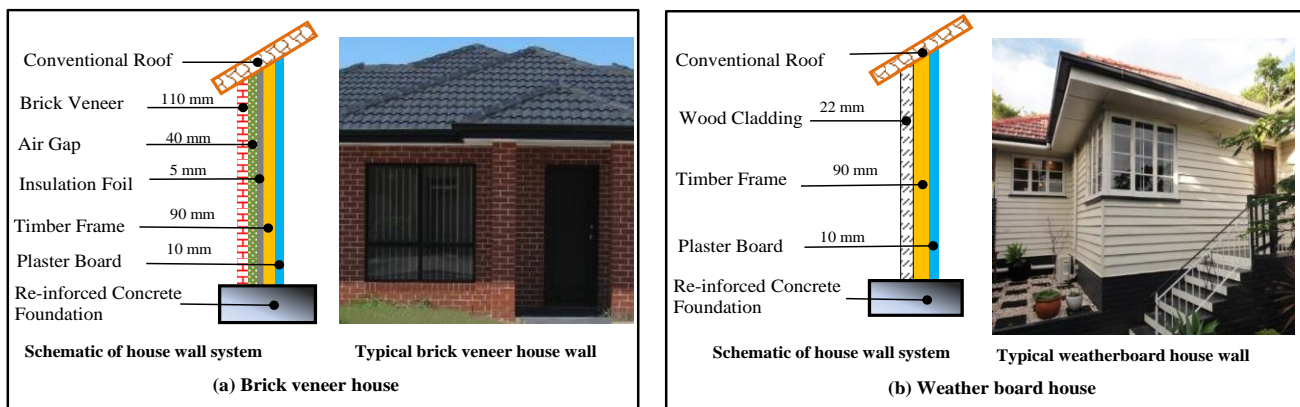 Conventional Roof
Brick Veneer
110 mm
Air Gap
40 mm
Insulation Foil
5 mm
Timber Frame
90 mm
Plaster Board
10 mm
Re-inforced Concrete
Foundation
Schematic of house wall system
Typical brick veneer house wall
(a) Brick veneer house
Conventional Roof
Wood Cladding
22 mm
Timber Frame
90 mm
Plaster Board
10 mm
Re-inforced Concrete
Foundation
Schematic of house wall system
Typical weatherboard house wall
(b) Weather board house